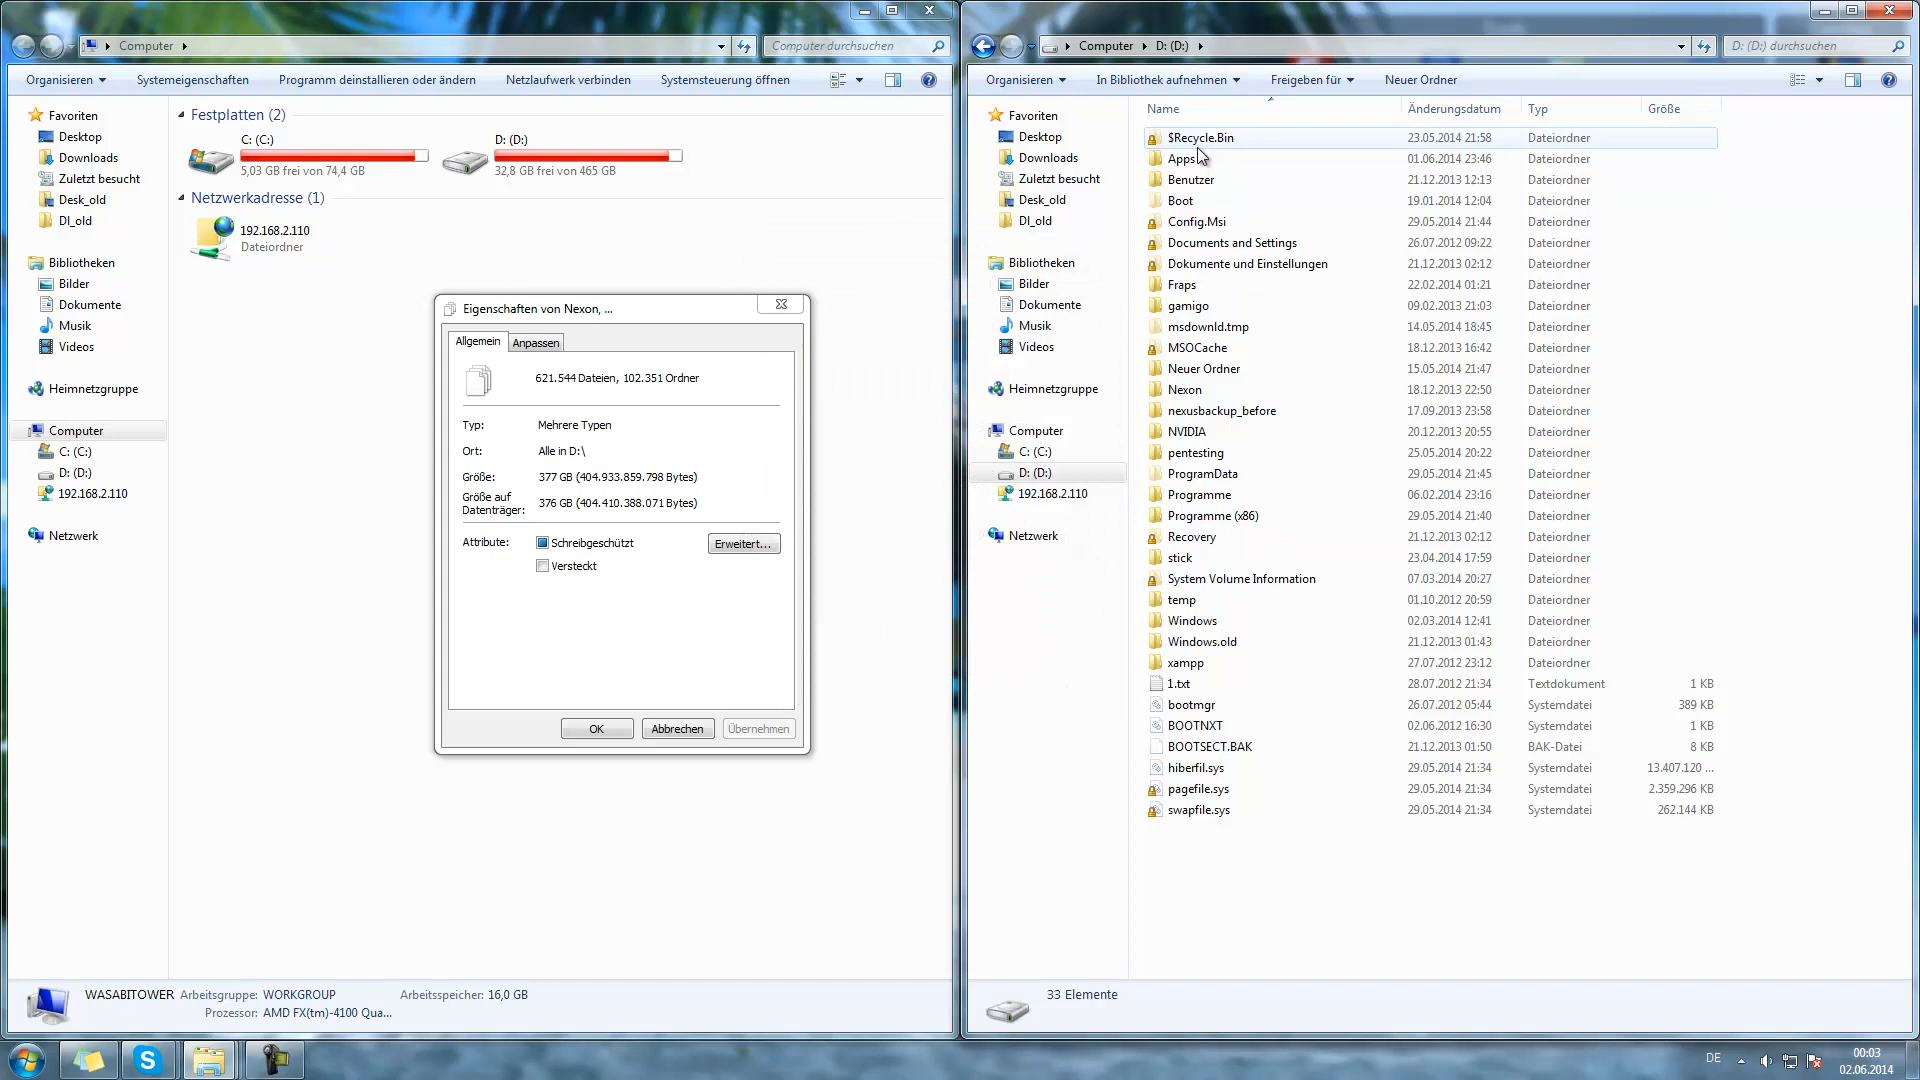 Computer
Computer durchsuchen
Organisieren
Systemeigenschaften
Programm deinstallieren oder ändern
Netzlaufwerk verbinden
Systemsteuerung öffnen
Favoriten
Desktop
Downloads
Zuletzt besucht
Desk_old
Dl_old
Bibliotheken
Bilder
Dokumente
Musik
Videos
Heimnetzgruppe
Computer
C: (C:)
D: (D:)
192.168.2.110
Netzwerk
Festplatten (2)
C: (C:)
5,03 GB frei von 74,4 GB
D: (D:)
32,8 GB frei von 465 GB
Netzwerkadresse (1)
192.168.2.110
Dateiordner
Eigenschaften von Nexon, ...
Allgemein
Anpassen
621.544 Dateien, 102.351 Ordner
Typ: Mehrere Typen
Ort: Alle in D:\
Größe: 377 GB (404.933.859.798 Bytes)
Größe auf Datenträger: 376 GB (404.410.388.071 Bytes)
Attribute: Schreibgeschützt Erweitert...
Versteckt
OK Abbrechen Übernehmen
WASABITOWER Arbeitsgruppe: WORKGROUP Arbeitsspeicher: 16,0 GB
Prozessor: AMD FX(tm)-4100 Qua...
Computer D: (D:)
D: (D:) durchsuchen
Organisieren
In Bibliothek aufnehmen
Freigeben für
Neuer Ordner
Favoriten
Desktop
Downloads
Zuletzt besucht
Desk_old
Dl_old
Bibliotheken
Bilder
Dokumente
Musik
Videos
Heimnetzgruppe
Computer
C: (C:)
D: (D:)
192.168.2.110
Netzwerk
Name Änderungsdatum Typ Größe
$Recycle.Bin 23.05.2014 21:58 Dateiordner
Apps 01.06.2014 23:46 Dateiordner
Benutzer 21.12.2013 12:13 Dateiordner
Boot 19.01.2014 12:04 Dateiordner
Config.Msi 29.05.2014 21:44 Dateiordner
Documents and Settings 26.07.2012 09:22 Dateiordner
Dokumente und Einstellungen 21.12.2013 02:12 Dateiordner
Fraps 22.02.2014 01:21 Dateiordner
gamigo 09.02.2013 21:03 Dateiordner
msdownld.tmp 14.05.2014 18:45 Dateiordner
MSOCache 18.12.2013 16:42 Dateiordner
Neuer Ordner 15.05.2014 21:47 Dateiordner
Nexon 18.12.2013 22:50 Dateiordner
nexusbackup_before 17.09.2013 23:58 Dateiordner
NVIDIA 20.12.2013 20:55 Dateiordner
pentesting 25.05.2014 20:22 Dateiordner
ProgramData 29.05.2014 21:45 Dateiordner
Programme 06.02.2014 23:16 Dateiordner
Programme (x86) 29.05.2014 21:40 Dateiordner
Recovery 21.12.2013 02:12 Dateiordner
stick 23.04.2014 17:59 Dateiordner
System Volume Information 07.03.2014 20:27 Dateiordner
temp 01.10.2012 20:59 Dateiordner
Windows 02.03.2014 12:41 Dateiordner
Windows.old 21.12.2013 01:43 Dateiordner
xampp 27.07.2012 23:12 Dateiordner
1.txt 28.07.2012 21:34 Textdokument 1 KB
bootmgr 26.07.2012 05:44 Systemdatei 389 KB
BOOTNXT 02.06.2012 16:30 Systemdatei 1 KB
BOOTSECT.BAK 21.12.2013 01:50 BAK-Datei 8 KB
hiberfil.sys 29.05.2014 21:34 Systemdatei 13.407.120 ...
pagefile.sys 29.05.2014 21:34 Systemdatei 2.359.296 KB
swapfile.sys 29.05.2014 21:34 Systemdatei 262.144 KB
33 Elemente
DE
00:03
02.06.2014